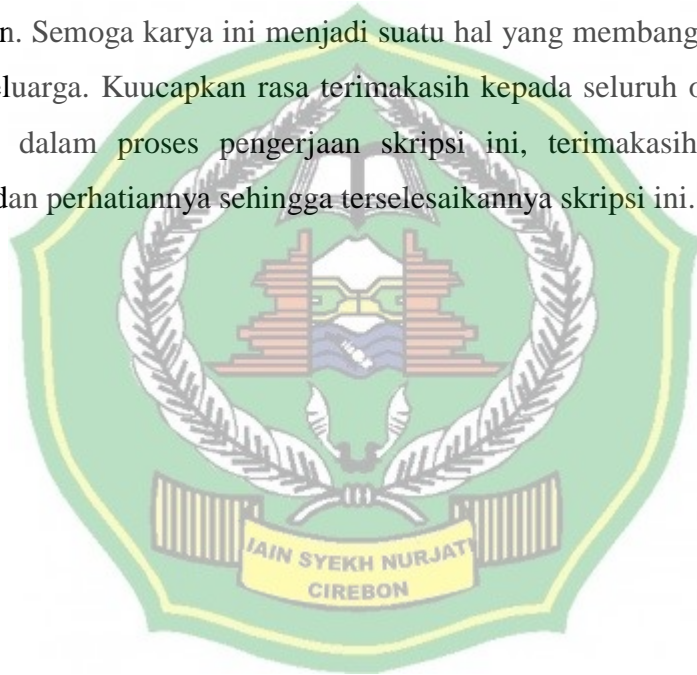 n. Semoga karya ini menjadi suatu hal yang membang
eluarga. Kuucapkan rasa terimakasih kepada seluruh
dalam proses pengerjaan skripsi ini, terimakasih
dan perhatiannya sehingga terselesaikannya skripsi ini.
IAIN SYEKH NURJATI
CIREBON